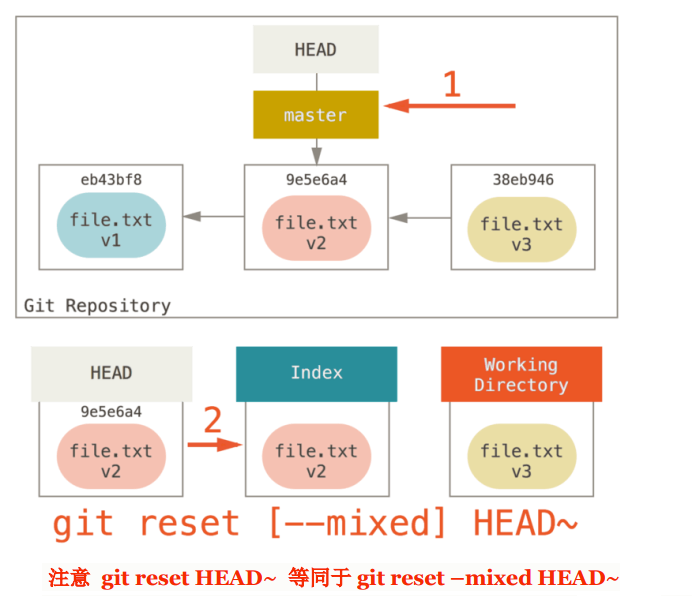 HEAD
1
master
eb43bf8 9e5e6a4 38eb946
file.txt file.txt file.txt
v1 v2 v3
Git Repository
HEAD Index Working
Directory
9e5e6a4
2
file.txt file.txt file.txt
v2 v2 v3
git reset [--mixed] HEAD~
注意 git reset HEAD~ 等同于 git reset –mixed HEAD~